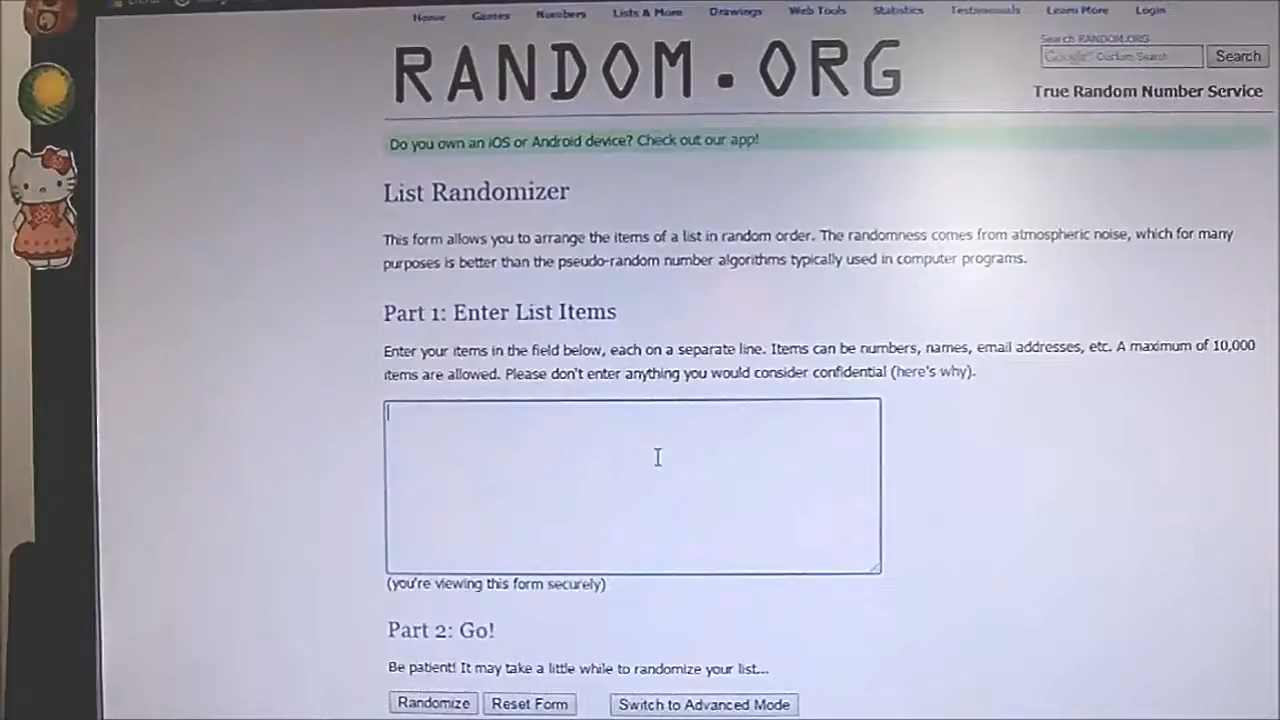 Home Games Numbers Lists & More Drawings Web Tools Statistics Testimonials Learn More Login
RANDOM.ORG
Search RANDOM.ORG
Google Custom Search
Search
True Random Number Service
Do you own an iOS or Android device? Check out our app!
List Randomizer
This form allows you to arrange the items of a list in random order. The randomness comes from atmospheric noise, which for many
purposes is better than the pseudo-random number algorithms typically used in computer programs.
Part 1: Enter List Items
Enter your items in the field below, each on a separate line. Items can be numbers, names, email addresses, etc. A maximum of 10,000
items are allowed. Please don't enter anything you would consider confidential (here's why).
(you're viewing this form securely)
Part 2: Go!
Be patient! It may take a little while to randomize your list...
Randomize Reset Form Switch to Advanced Mode